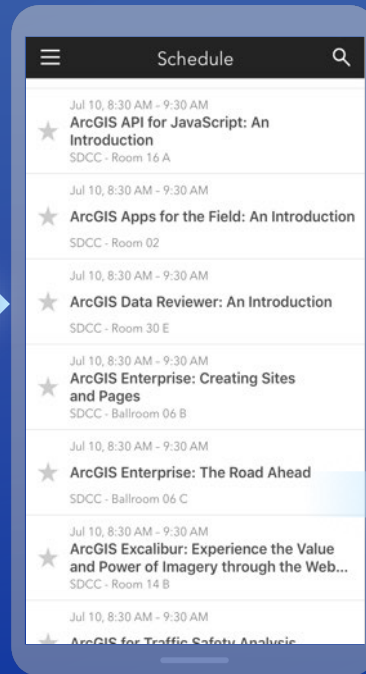 Schedule
Jul 10, 8:30 AM - 9:30 AM
ArcGIS API for JavaScript: An
Introduction
SDCC - Room 16 A
Jul 10, 8:30 AM - 9:30 AM
ArcGIS Apps for the Field: An Introduction
SDCC - Room 02
Jul 10, 8:30 AM - 9:30 AM
ArcGIS Data Reviewer: An Introduction
SDCC - Room 30 E
Jul 10, 8:30 AM - 9:30 AM
ArcGIS Enterprise: Creating Sites
and Pages
SDCC - Ballroom 06 B
Jul 10, 8:30 AM - 9:30 AM
ArcGIS Enterprise: The Road Ahead
SDCC - Ballroom 06 C
Jul 10, 8:30 AM - 9:30 AM
ArcGIS Excalibur: Experience the Value
and Power of Imagery through the Web...
SDCC - Room 14 B
Jul 10, 8:30 AM - 9:30 AM
ArcGIS for Traffic Safety Analysis